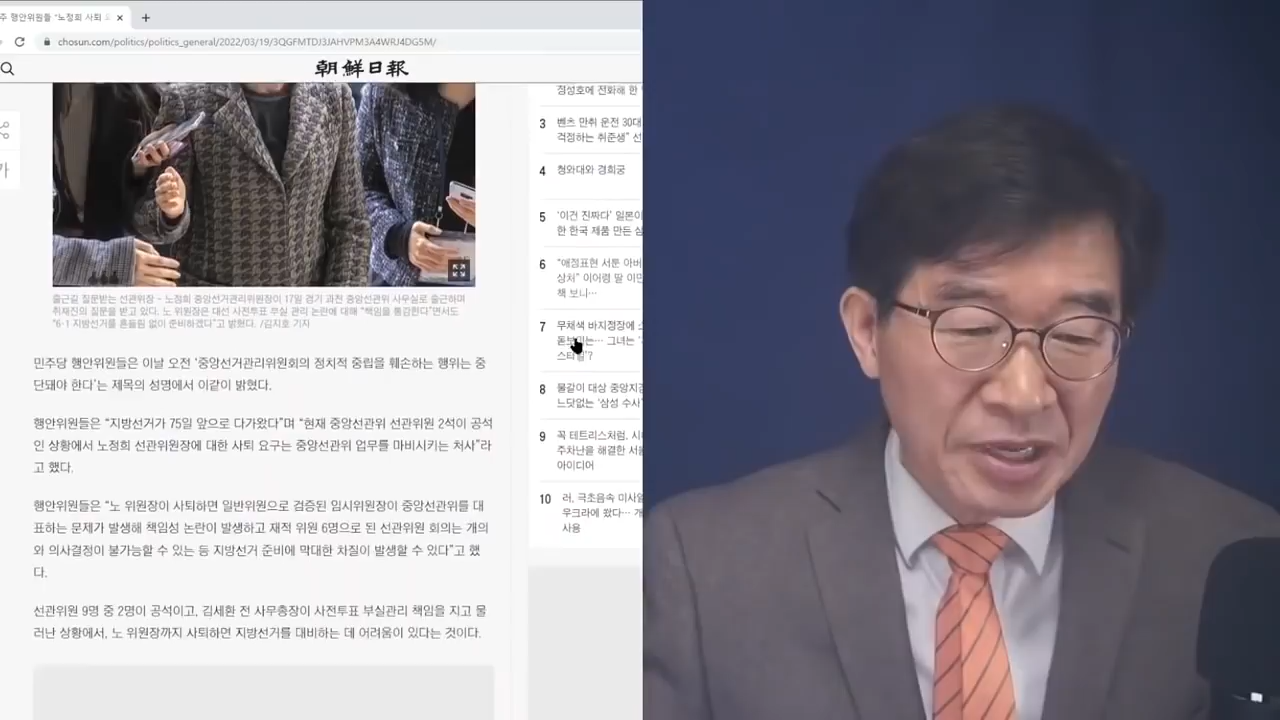 주 행안위원들 "노정희 사퇴
chosun.com/politics/politics_general/2022/03/19/3QGFMTDJ3JAHVPM3A4WRJ4DG5M/
朝鮮日報
가
출근길 질문받는 선관위장 - 노정희 중앙선거관리위원장이 17일 경기 과천 중앙선관위 사무실로 출근하며
취재진의 질문을 받고 있다. 노 위원장은 대선 사전투표 부실 관리 논란에 대해 "책임을 통감한다"면서도
"6·1 지방선거를 흔들림 없이 준비하겠다"고 밝혔다. /김지호 기자
민주당 행안위원들은 이날 오전 '중앙선거관리위원회의 정치적 중립을 훼손하는 행위는 중
단돼야 한다'는 제목의 성명에서 이같이 밝혔다.
행안위원들은 "지방선거가 75일 앞으로 다가왔다"며 "현재 중앙선관위 선관위원 2석이 공석
인 상황에서 노정희 선관위원장에 대한 사퇴 요구는 중앙선관위 업무를 마비시키는 처사"라
고 했다.
행안위원들은 "노 위원장이 사퇴하면 일반위원으로 검증된 임시위원장이 중앙선관위를 대
표하는 문제가 발생해 책임성 논란이 발생하고 재적 위원 6명으로 된 선관위원 회의는 개의
와 의사결정이 불가능할 수 있는 등 지방선거 준비에 막대한 차질이 발생할 수 있다"고 했
다.
선관위원 9명 중 2명이 공석이고, 김세환 전 사무총장이 사전투표 부실관리 책임을 지고 물
러난 상황에서, 노 위원장까지 사퇴하면 지방선거를 대비하는 데 어려움이 있다는 것이다.
정성호에 전화해 한
3 벤츠 만취 운전 30대
걱정하는 취준생" 선
4 청와대와 경희궁
5 '이건 진짜다' 일본이
한 한국 제품 만든 삼
6 "애정표현 서툰 아버
상처" 이어령 딸 이민
책 보니…
7 무채색 바지정장에 스
돋보이는… 그녀는 '
스타일'?
8 물갈이 대상 중앙지검
느닷없는 '삼성 수사'
9 꼭 테트리스처럼, 시
주차난을 해결한 서울
아이디어
10 러, 극초음속 미사일
우크라에 쐈다… 개
사용